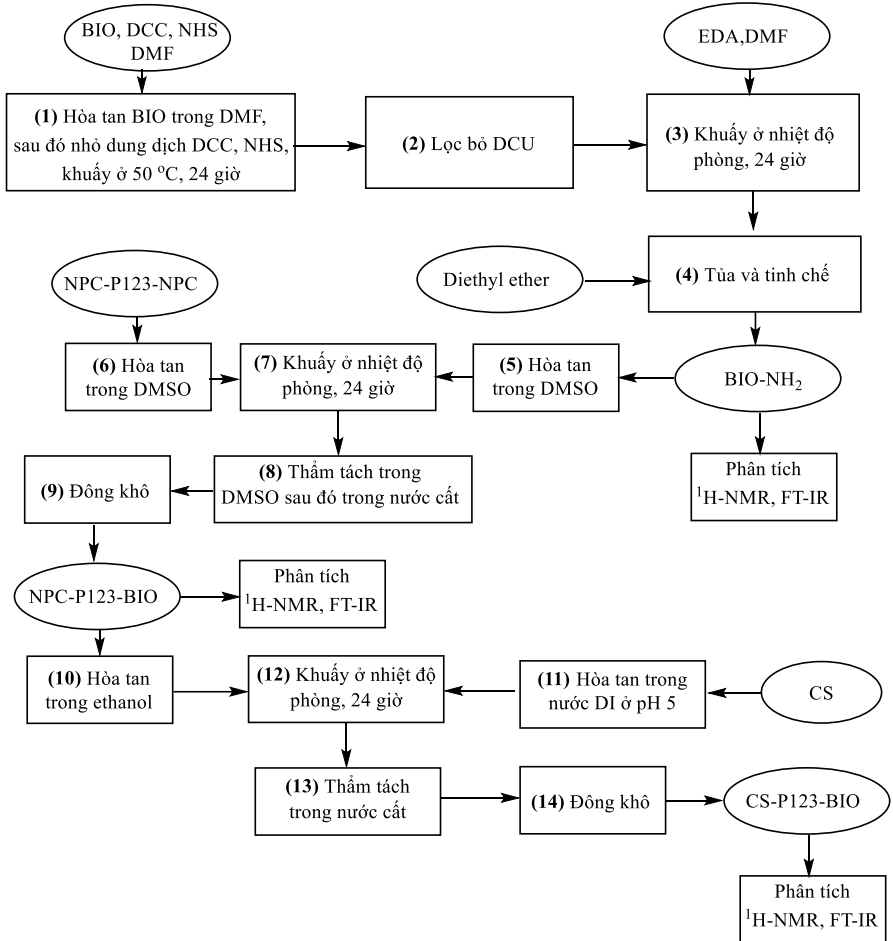 BIO, DCC, NHS
DMF
EDA,DMF
(1) Hòa tan BIO trong DMF,
sau đó nhỏ dung dịch DCC, NHS,
khuấy ở 50 °C, 24 giờ
(2) Lọc bỏ DCU
(3) Khuấy ở nhiệt độ
phòng, 24 giờ
NPC-P123-NPC
Diethyl ether
(4) Tủa và tinh chế
(6) Hòa tan
trong DMSO
(7) Khuấy ở nhiệt độ
phòng, 24 giờ
(5) Hòa tan
trong DMSO
BIO-NH₂
(9) Đông khô
(8) Thẩm tách trong
DMSO sau đó trong nước cất
Phân tích
¹H-NMR, FT-IR
NPC-P123-BIO
Phân tích
¹H-NMR, FT-IR
(10) Hòa tan
trong ethanol
(12) Khuấy ở nhiệt độ
phòng, 24 giờ
(11) Hòa tan trong
nước DI ở pH 5
CS
(13) Thẩm tách
trong nước cất
(14) Đông khô
CS-P123-BIO
Phân tích
¹H-NMR, FT-IR